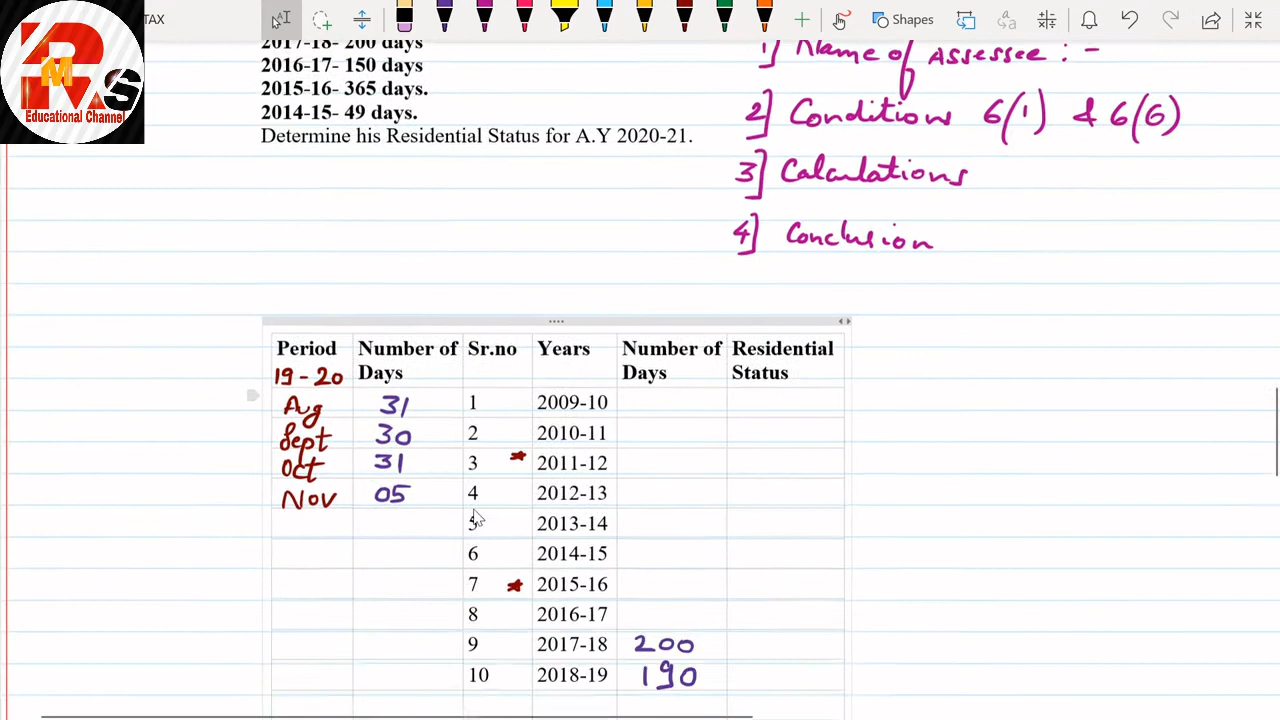 TAX
Shapes
RMS
Educational Channel
2017-18- 200 days
2016-17- 150 days
2015-16- 365 days.
2014-15- 49 days.
Determine his Residential Status for A.Y 2020-21.
1] Name of Assessee : -
2] Conditions 6(1) & 6(6)
3] Calculations
4] Conclusion
Period Number of Days Sr.no Years Number of Days Residential Status
19-20
Aug 31 1 2009-10
Sept 30 2 2010-11
Oct 31 3 * 2011-12
Nov 05 4 2012-13
5 2013-14
6 2014-15
7 * 2015-16
8 2016-17
9 2017-18 200
10 2018-19 190